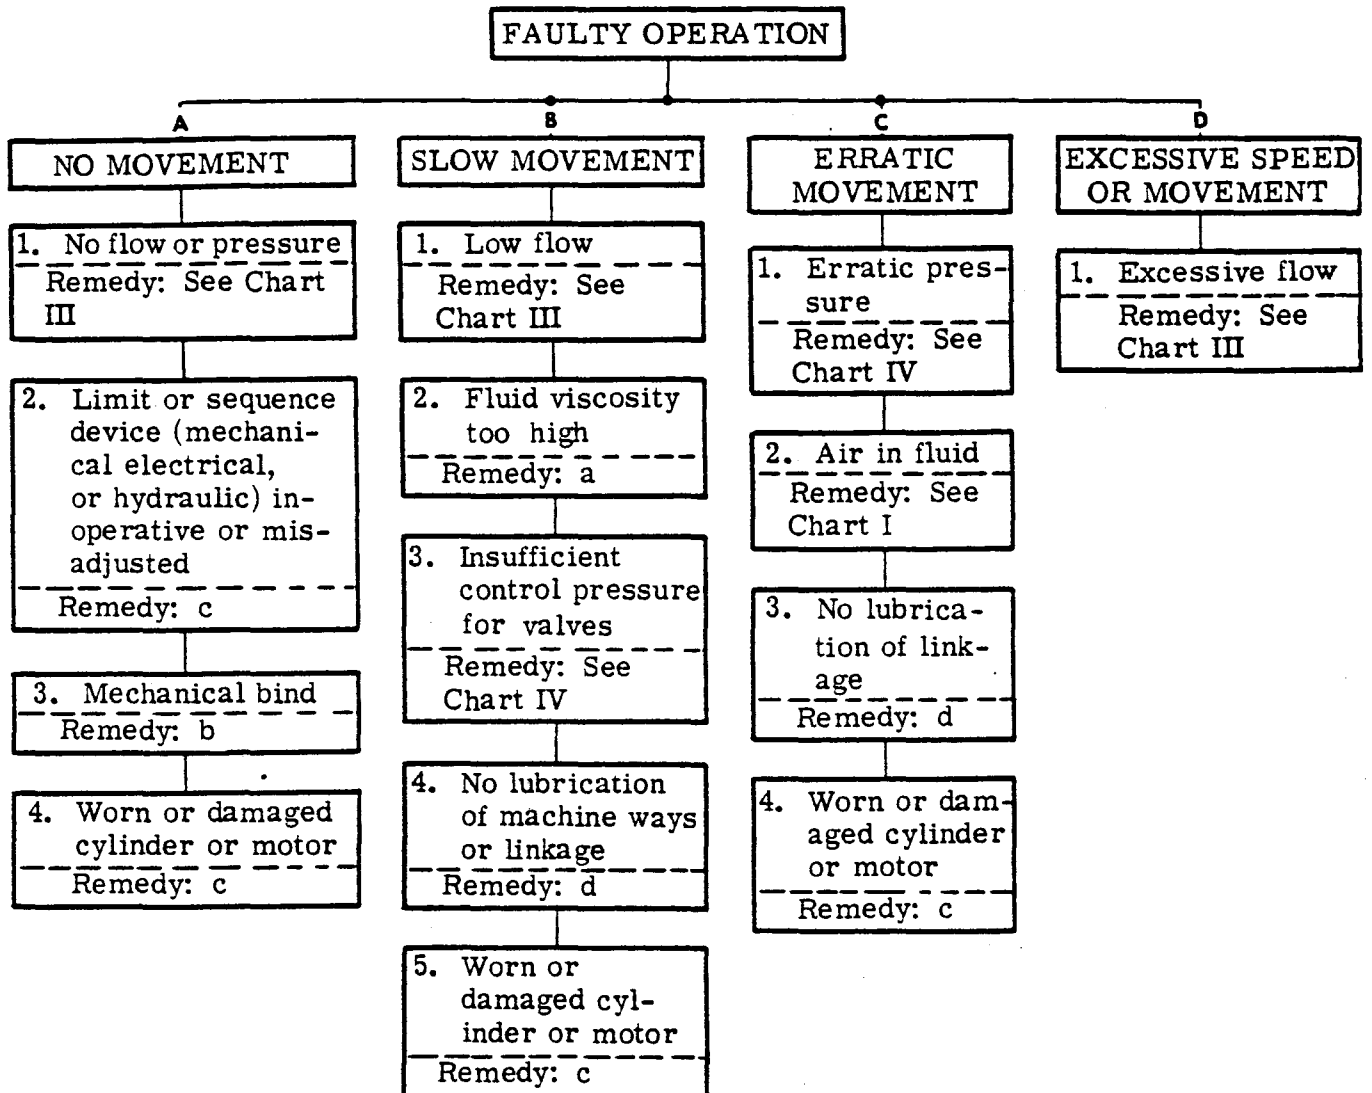 FAULTY OPERATION
A
NO MOVEMENT
1. No flow or pressure
Remedy: See Chart
III
2. Limit or sequence
device (mechani-
cal electrical,
or hydraulic) in-
operative or mis-
adjusted
Remedy: c
3. Mechanical bind
Remedy: b
4. Worn or damaged
cylinder or motor
Remedy: c
B
SLOW MOVEMENT
1. Low flow
Remedy: See
Chart III
2. Fluid viscosity
too high
Remedy: a
3. Insufficient
control pressure
for valves
Remedy: See
Chart IV
4. No lubrication
of machine ways
or linkage
Remedy: d
5. Worn or
damaged cyl-
inder or motor
Remedy: c
C
ERRATIC
MOVEMENT
1. Erratic pres-
sure
Remedy: See
Chart IV
2. Air in fluid
Remedy: See
Chart I
3. No lubrica-
tion of link-
age
Remedy: d
4. Worn or dam-
aged cylinder
or motor
Remedy: c
D
EXCESSIVE SPEED
OR MOVEMENT
1. Excessive flow
Remedy: See
Chart III